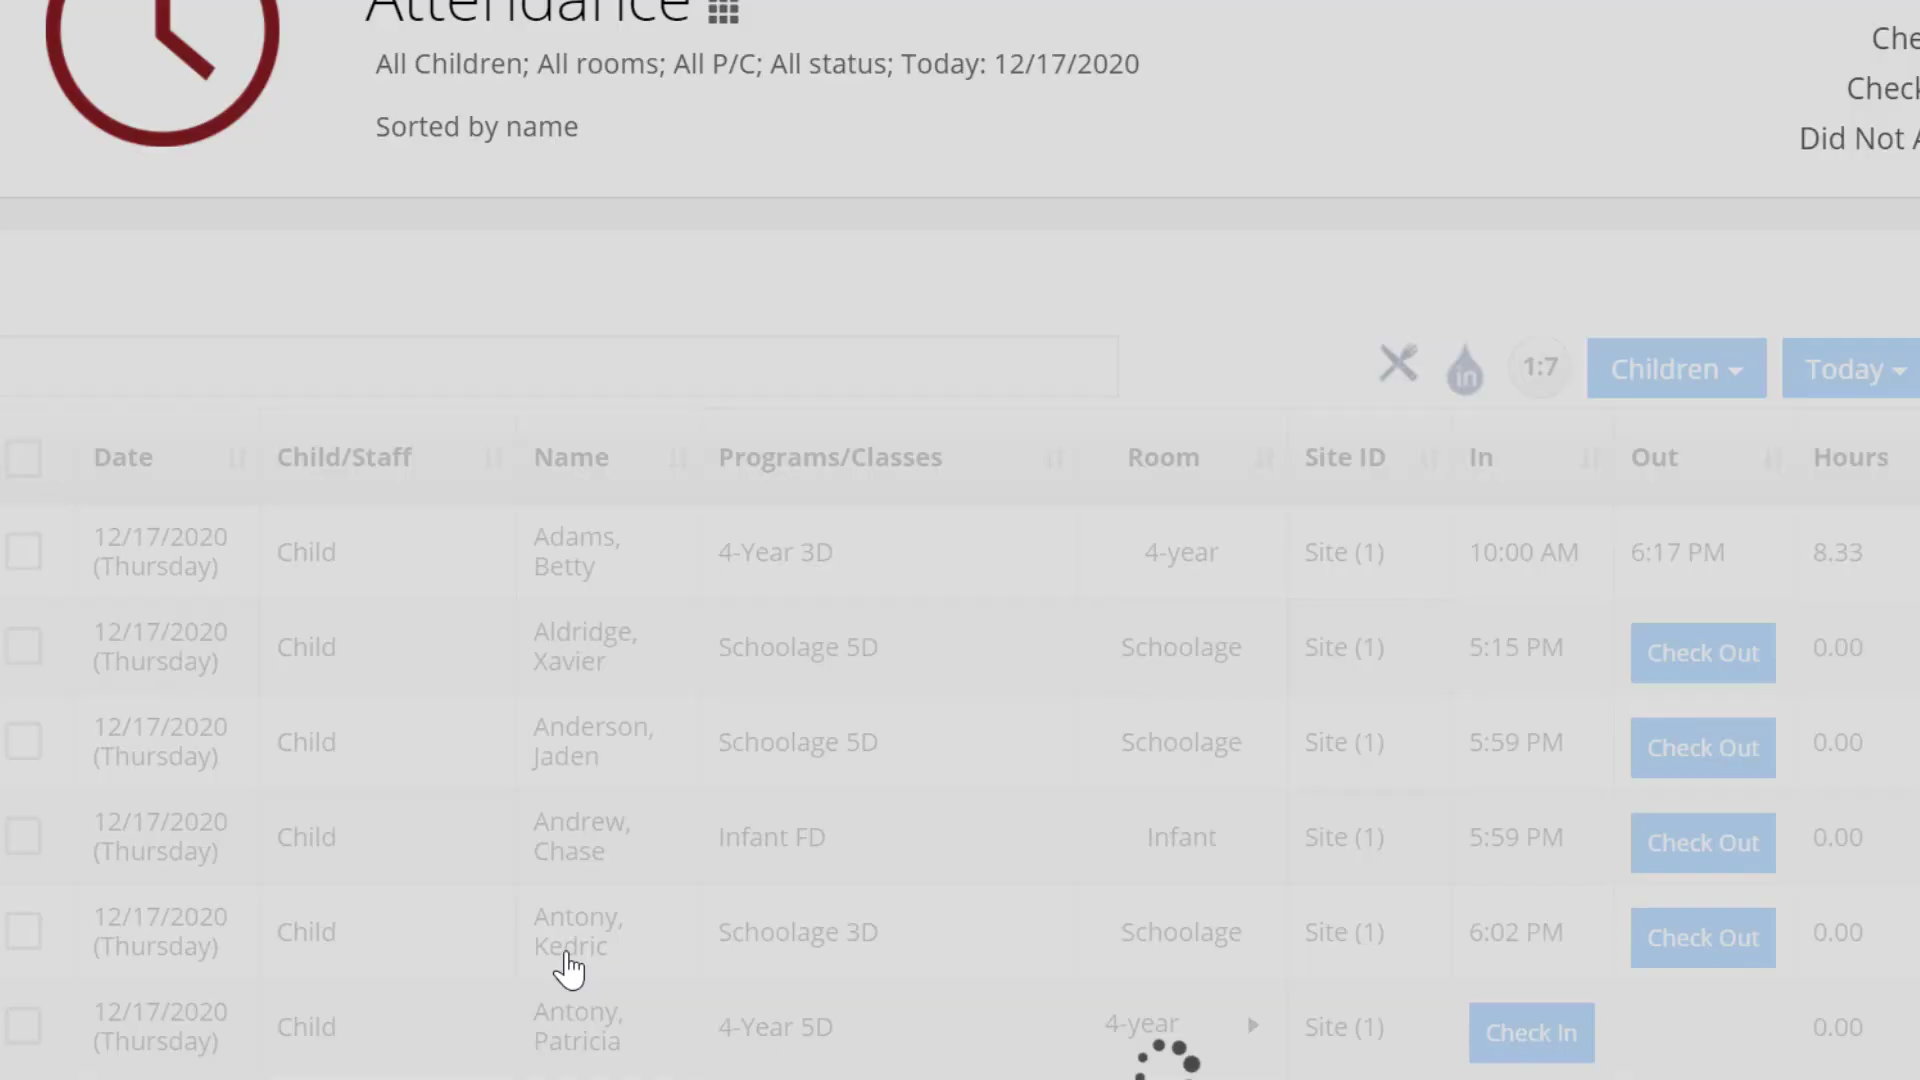 Attendance
All Children; All rooms; All P/C; All status; Today: 12/17/2020
Sorted by name
Che
Check
Did Not A
in
1:7
Children
Today
Date Child/Staff Name Programs/Classes Room Site ID In Out Hours
12/17/2020 (Thursday) Child Adams, Betty 4-Year 3D 4-year Site (1) 10:00 AM 6:17 PM 8.33
12/17/2020 (Thursday) Child Aldridge, Xavier Schoolage 5D Schoolage Site (1) 5:15 PM Check Out 0.00
12/17/2020 (Thursday) Child Anderson, Jaden Schoolage 5D Schoolage Site (1) 5:59 PM Check Out 0.00
12/17/2020 (Thursday) Child Andrew, Chase Infant FD Infant Site (1) 5:59 PM Check Out 0.00
12/17/2020 (Thursday) Child Antony, Kedric Schoolage 3D Schoolage Site (1) 6:02 PM Check Out 0.00
12/17/2020 (Thursday) Child Antony, Patricia 4-Year 5D 4-year Site (1) Check In 0.00